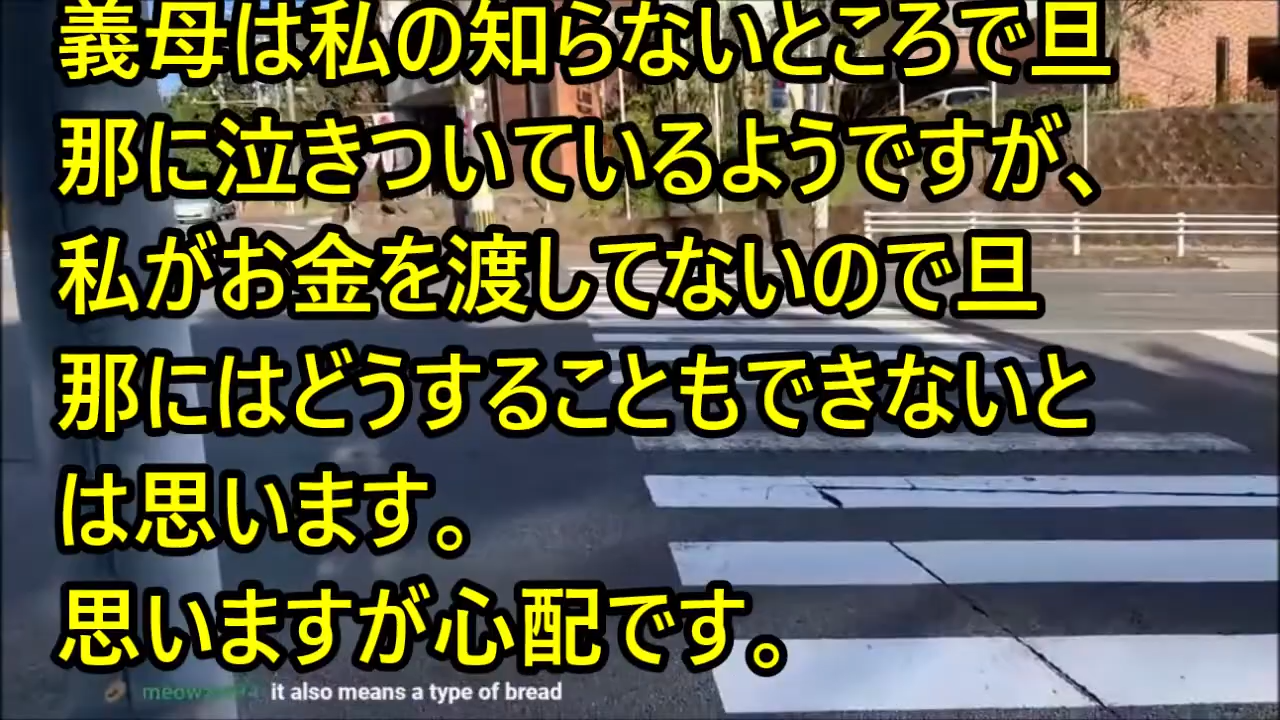 義母は私の知らないところで旦
那に泣きついているようですが、
私がお金を渡してないので旦
那にはどうすることもできないと
は思います。
思いますが心配です。
it also means a type of bread